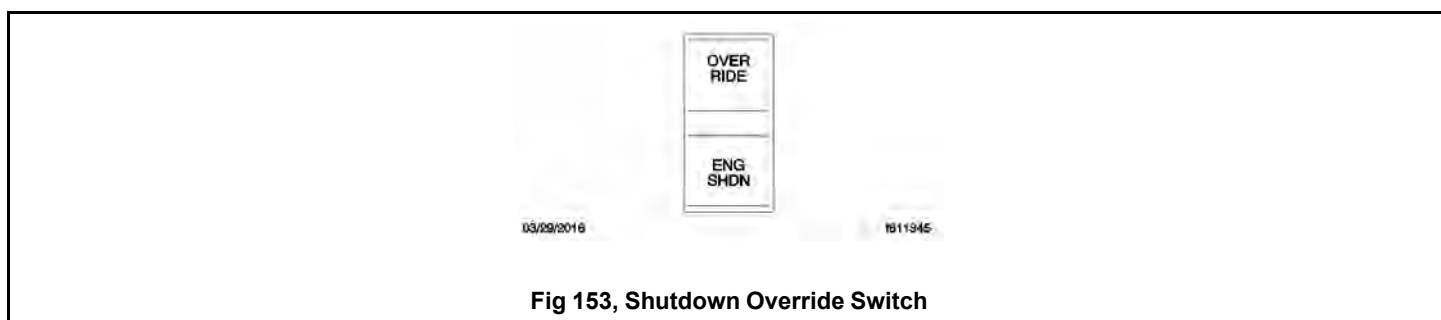 OVER
RIDE
ENG
SHDN
03/29/2016 f611945
Fig 153, Shutdown Override Switch